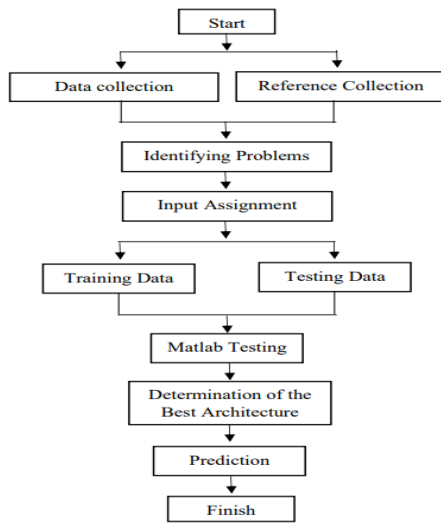 Start
Data collection
Reference Collection
Identifying Problems
Input Assignment
Training Data
Testing Data
Matlab Testing
Determination of the
Best Architecture
Prediction
Finish